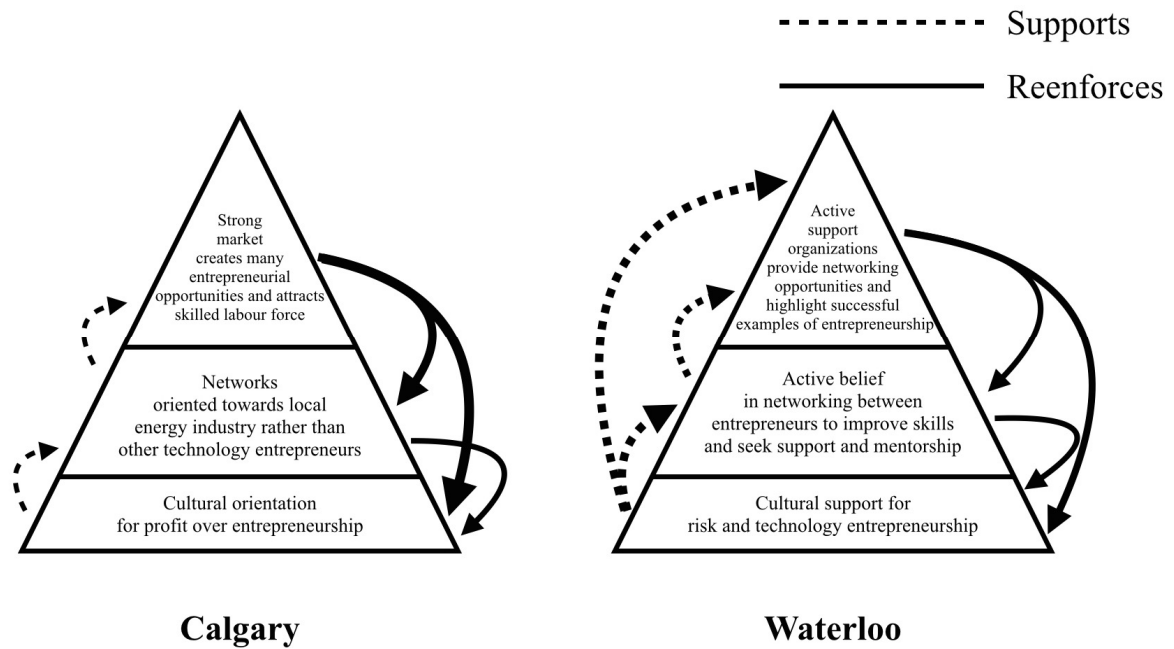 Supports
Reenforces
Strong
market
creates many
entrepreneurial
opportunities and attracts
skilled labour force
Networks
oriented towards local
energy industry rather than
other technology entrepreneurs
Cultural orientation
for profit over entrepreneurship
Calgary
Active
support
organizations
provide networking
opportunities and
highlight successful
examples of entrepreneurship
Active belief
in networking between
entrepreneurs to improve skills
and seek support and mentorship
Cultural support for
risk and technology entrepreneurship
Waterloo